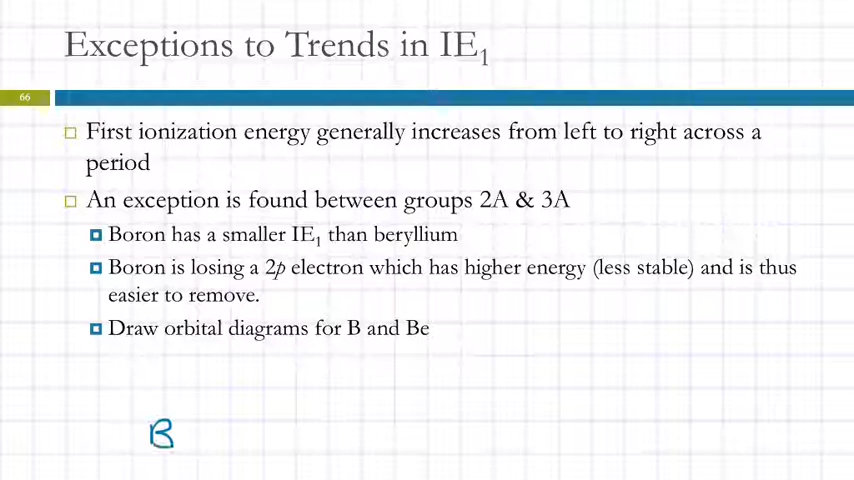 Exceptions to Trends in IE1
66
First ionization energy generally increases from left to right across a
period
An exception is found between groups 2A & 3A
Boron has a smaller IE1 than beryllium
Boron is losing a 2p electron which has higher energy (less stable) and is thus
easier to remove.
Draw orbital diagrams for B and Be
B